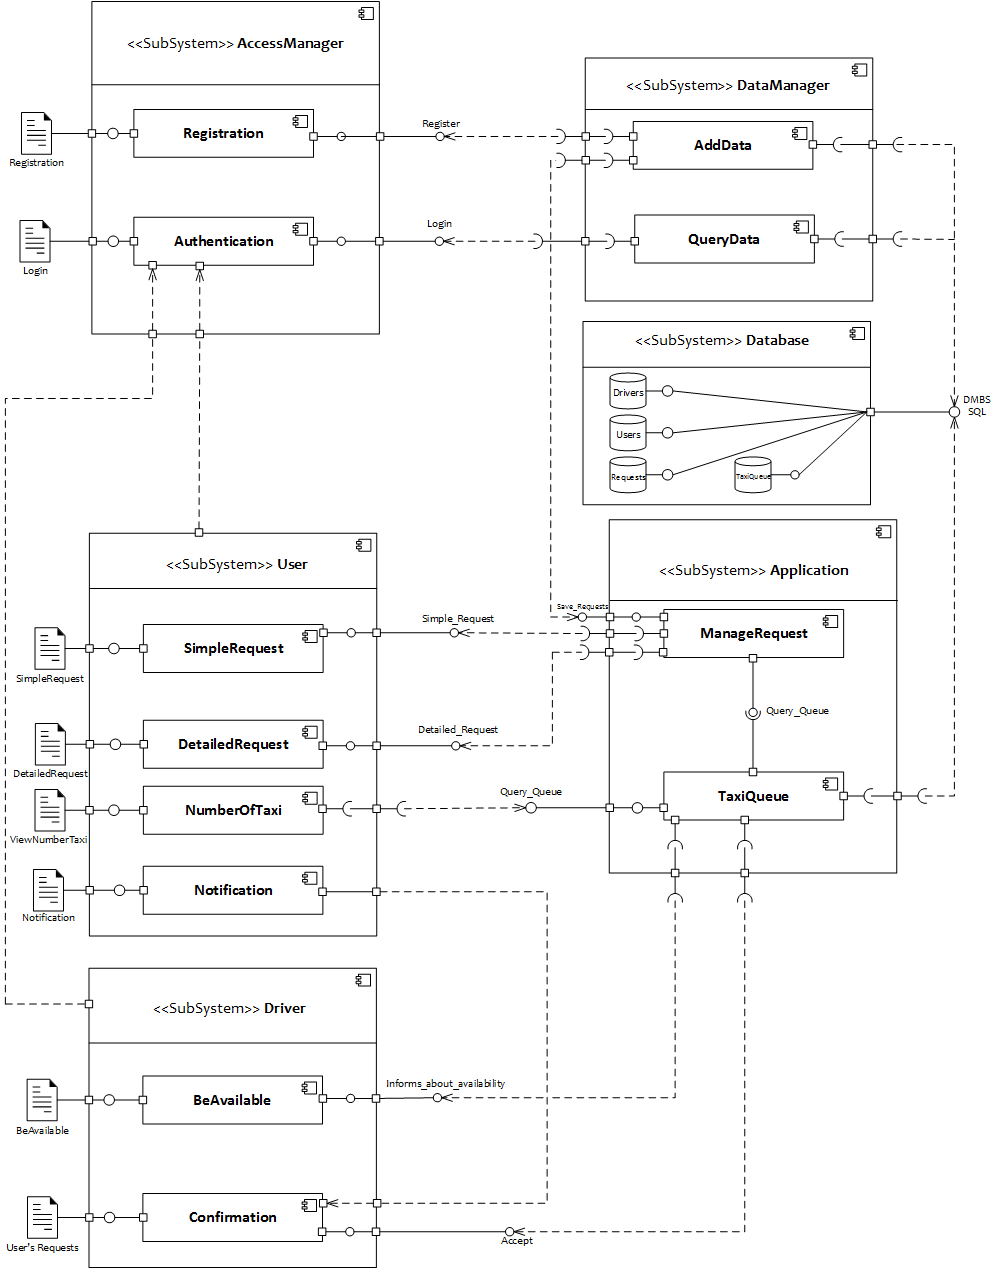 <<SubSystem>> AccessManager
<<SubSystem>> DataManager
Registration
Register
AddData
Registration
Login
Authentication
QueryData
Login
<<SubSystem>> Database
Drivers
DMBS
SQL
Users
Requests
TaxiQueue
<<SubSystem>> User
<<SubSystem>> Application
Save_Requests
Simple_Request
ManageRequest
SimpleRequest
SimpleRequest
Query_Queue
Detailed_Request
DetailedRequest
DetailedRequest
Query_Queue
TaxiQueue
NumberOfTaxi
ViewNumberTaxi
Notification
Notification
<<SubSystem>> Driver
Informs_about_availability
BeAvailable
BeAvailable
Confirmation
Accept
User's Requests